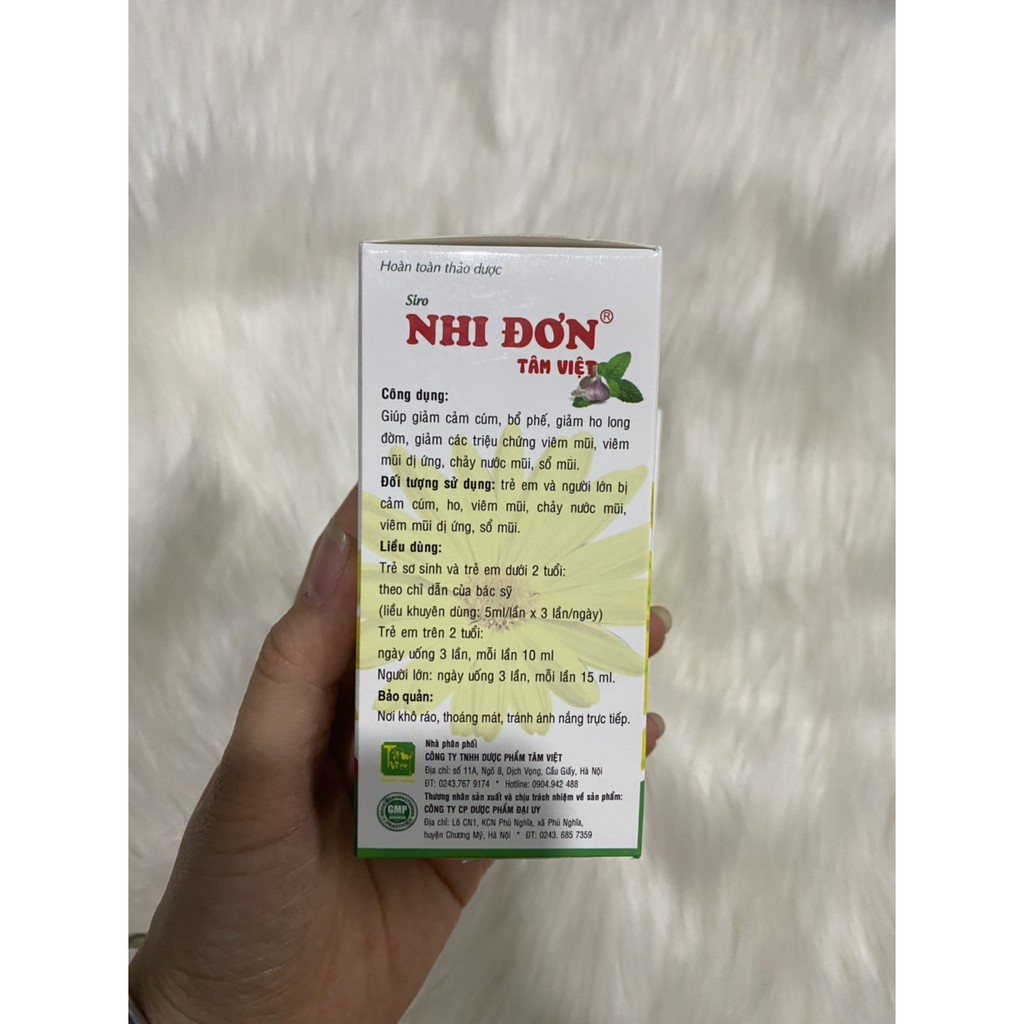 Hoàn toàn thảo dược
Siro
NHI ĐƠN®
TÂM VIỆT
Công dụng:
Giúp giảm cảm cúm, bổ phế, giảm ho long
đờm, giảm các triệu chứng viêm mũi, viêm
mũi dị ứng, chảy nước mũi, sổ mũi.
Đối tượng sử dụng: trẻ em và người lớn bị
cảm cúm, ho, viêm mũi, chảy nước mũi,
viêm mũi dị ứng, sổ mũi.
Liều dùng:
Trẻ sơ sinh và trẻ em dưới 2 tuổi:
theo chỉ dẫn của bác sỹ
(liều khuyên dùng: 5ml/lần x 3 lần/ngày)
Trẻ em trên 2 tuổi:
ngày uống 3 lần, mỗi lần 10 ml
Người lớn: ngày uống 3 lần, mỗi lần 15 ml.
Bảo quản:
Nơi khô ráo, thoáng mát, tránh ánh nắng trực tiếp.
Nhà phân phối
CÔNG TY TNHH DƯỢC PHẨM TÂM VIỆT
Địa chỉ: số 11A, Ngõ 8, Dịch Vọng, Cầu Giấy, Hà Nội
ĐT: 0243.767 9174 * Hotline: 0904.942 488
Thương nhân sản xuất và chịu trách nhiệm về sản phẩm:
CÔNG TY CP DƯỢC PHẨM ĐẠI UY
Địa chỉ: Lô CN1, KCN Phú Nghĩa, xã Phú Nghĩa,
huyện Chương Mỹ, Hà Nội * ĐT: 0243. 685 7359
GMP